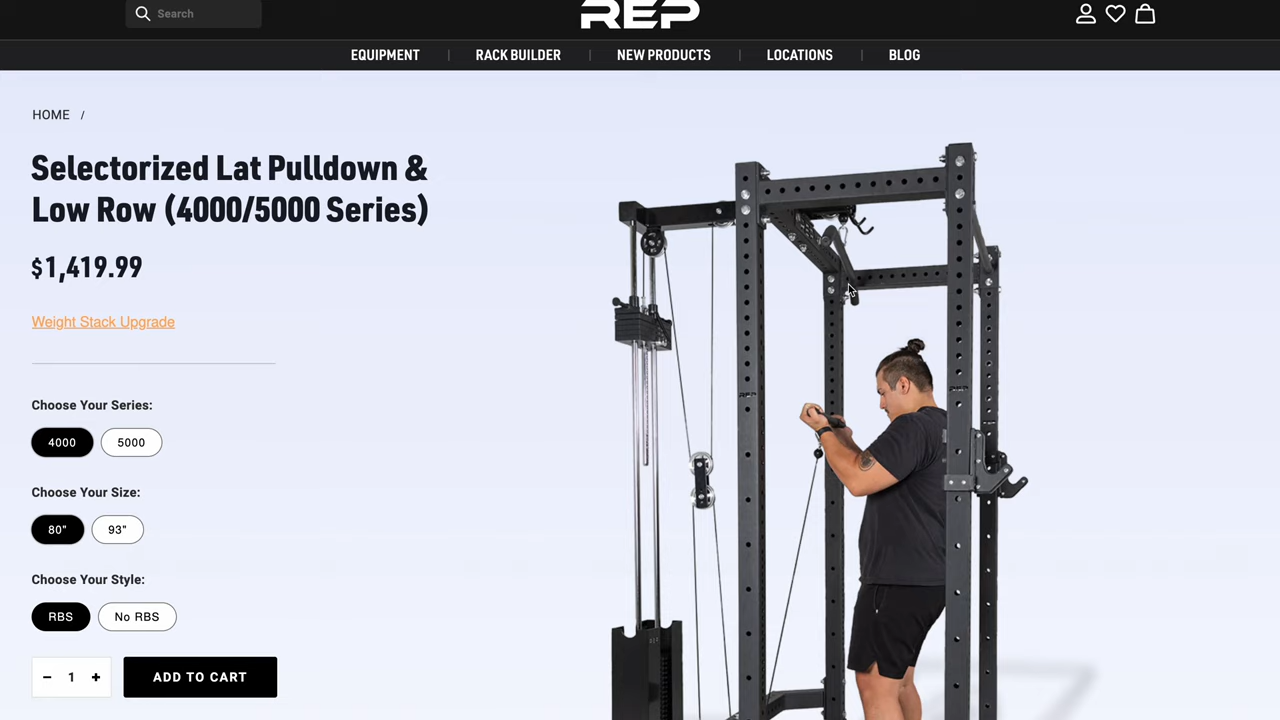 Search
REP
EQUIPMENT | RACK BUILDER | NEW PRODUCTS | LOCATIONS | BLOG
HOME /
Selectorized Lat Pulldown &
Low Row (4000/5000 Series)
$1,419.99
Weight Stack Upgrade
Choose Your Series:
4000 5000
Choose Your Size:
80" 93"
Choose Your Style:
RBS No RBS
- 1 +
ADD TO CART